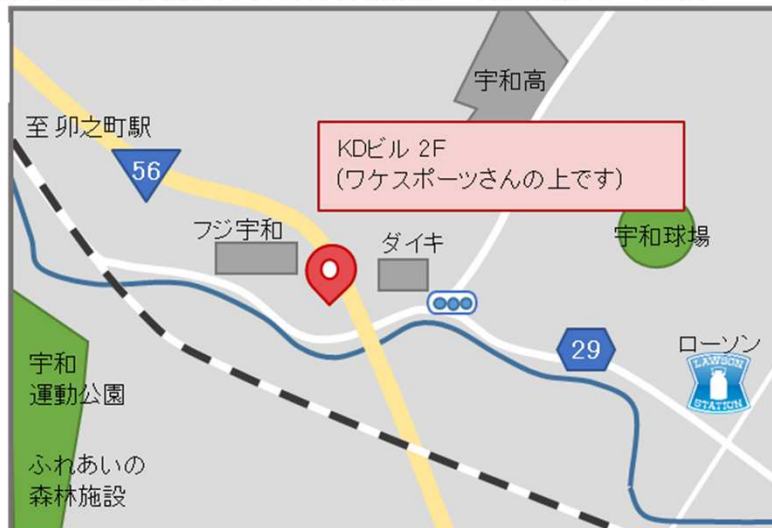 宇和高
至 卯之町駅
56
KDビル 2F
(ワケスポーツさんの上です)
フジ宇和
ダイキ
宇和球場
29
ローソン
LAWSON
STATION
宇和
運動公園
ふれあいの
森林施設